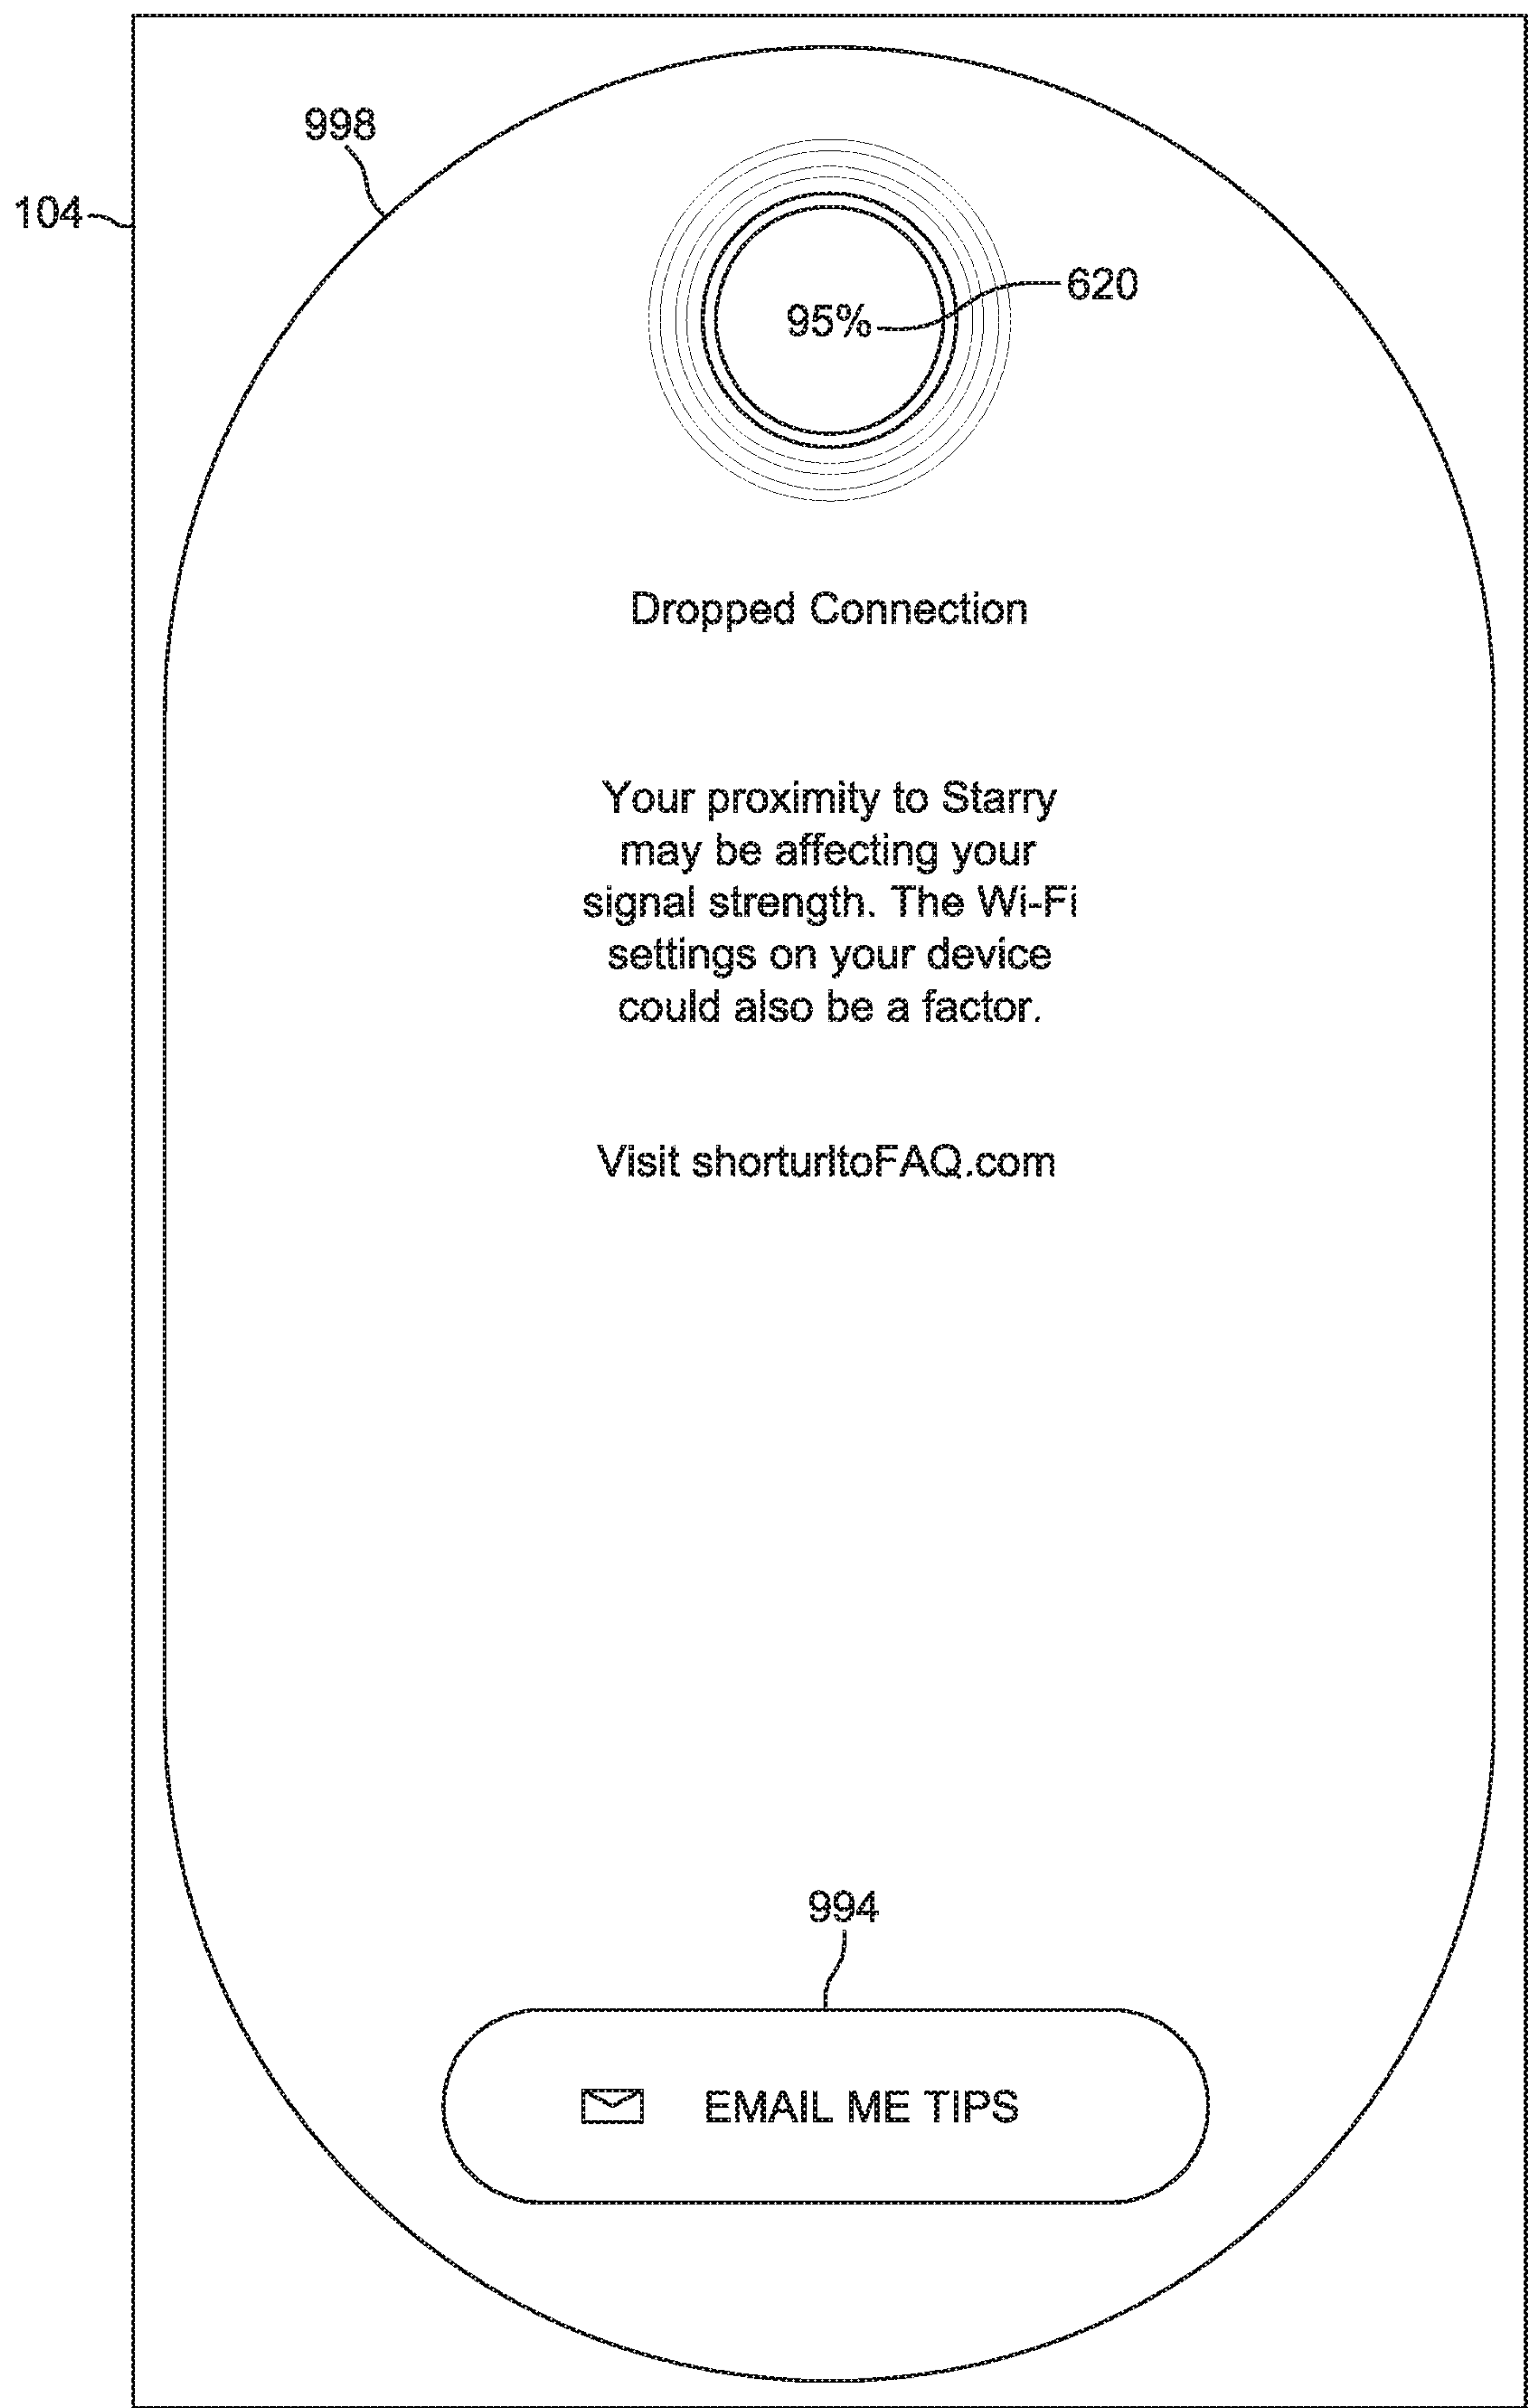 998
104
95%
620
Dropped Connection
Your proximity to Starry
may be affecting your
signal strength. The Wi-Fi
settings on your device
could also be a factor.
Visit shorturltoFAQ.com
994
EMAIL ME TIPS